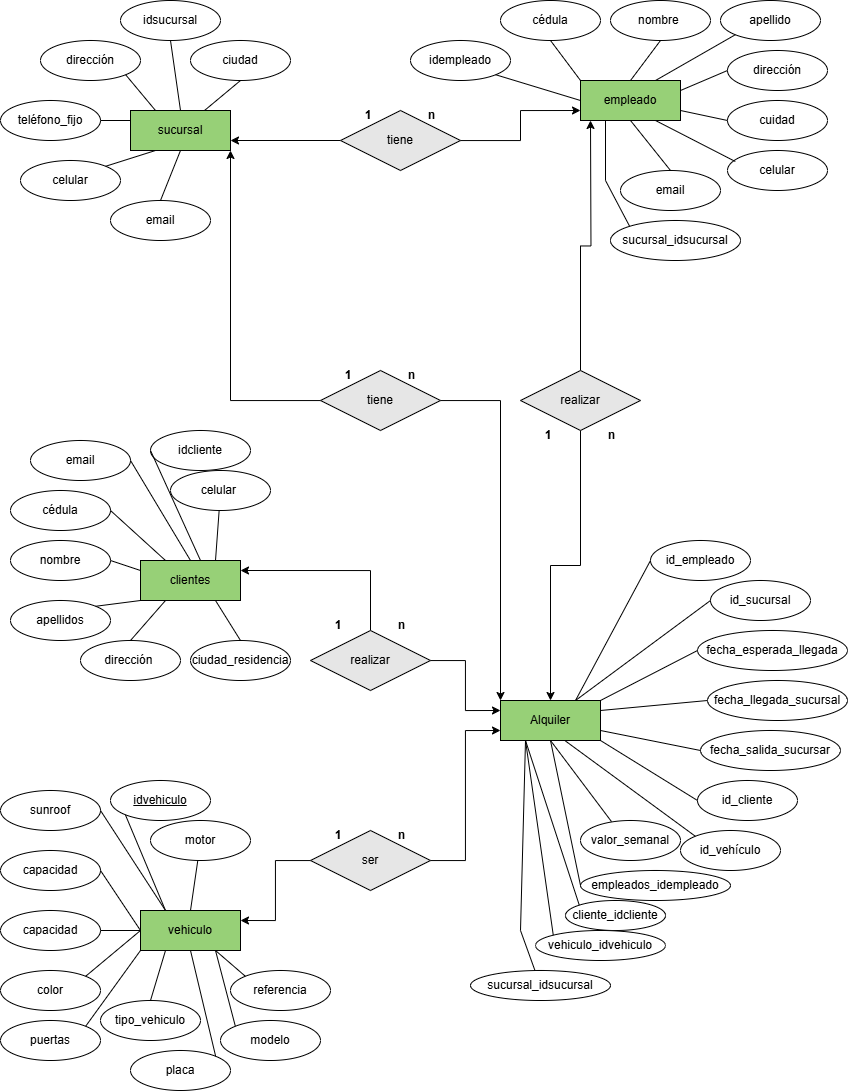 idsucursal
dirección
ciudad
teléfono_fijo
sucursal
celular
email
1
n
tiene
cédula
nombre
apellido
idempleado
dirección
empleado
cuidad
celular
email
sucursal_idsucursal
1
n
tiene
realizar
1
n
email
idcliente
celular
cédula
nombre
clientes
apellidos
dirección
ciudad_residencia
1
n
realizar
id_empleado
id_sucursal
fecha_esperada_llegada
fecha_llegada_sucursal
Alquiler
fecha_salida_sucursar
id_cliente
valor_semanal
id_vehículo
empleados_idempleado
cliente_idcliente
vehiculo_idvehiculo
sucursal_idsucursal
1
n
ser
idvehiculo
sunroof
motor
capacidad
capacidad
vehiculo
color
referencia
tipo_vehiculo
puertas
modelo
placa